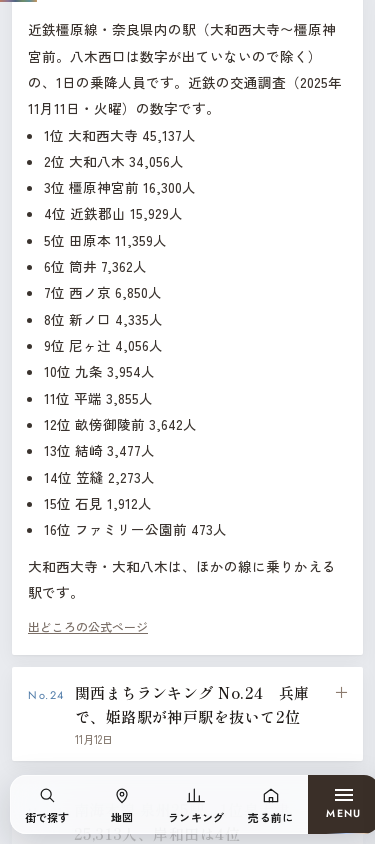 近鉄橿原線・奈良県内の駅（大和西大寺〜橿原神
宮前。八木西口は数字が出ていないので除く）
の、1日の乗降人員です。近鉄の交通調査（2025年
11月11日・火曜）の数字です。
1位 大和西大寺 45,137人
2位 大和八木 34,056人
3位 橿原神宮前 16,300人
4位 近鉄郡山 15,929人
5位 田原本 11,359人
6位 筒井 7,362人
7位 西ノ京 6,850人
8位 新ノ口 4,335人
9位 尼ヶ辻 4,056人
10位 九条 3,954人
11位 平端 3,855人
12位 畝傍御陵前 3,642人
13位 結崎 3,477人
14位 笠縫 2,273人
15位 石見 1,912人
16位 ファミリー公園前 473人
大和西大寺・大和八木は、ほかの線に乗りかえる
駅です。
出どころの公式ページ
No.24 関西まちランキング No.24　兵庫
で、姫路駅が神戸駅を抜いて2位
11月12日
街で探す 地図 ランキング 売る前に MENU